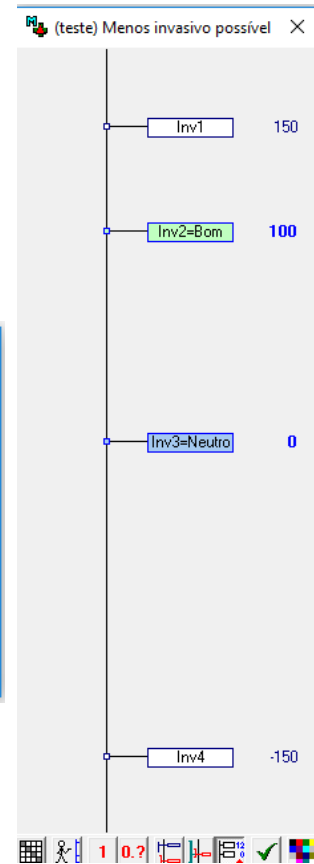 (teste) Menos invasivo possível
Inv1 150
Inv2=Bom 100
Inv3=Neutro 0
Inv4 -150
1 0.?